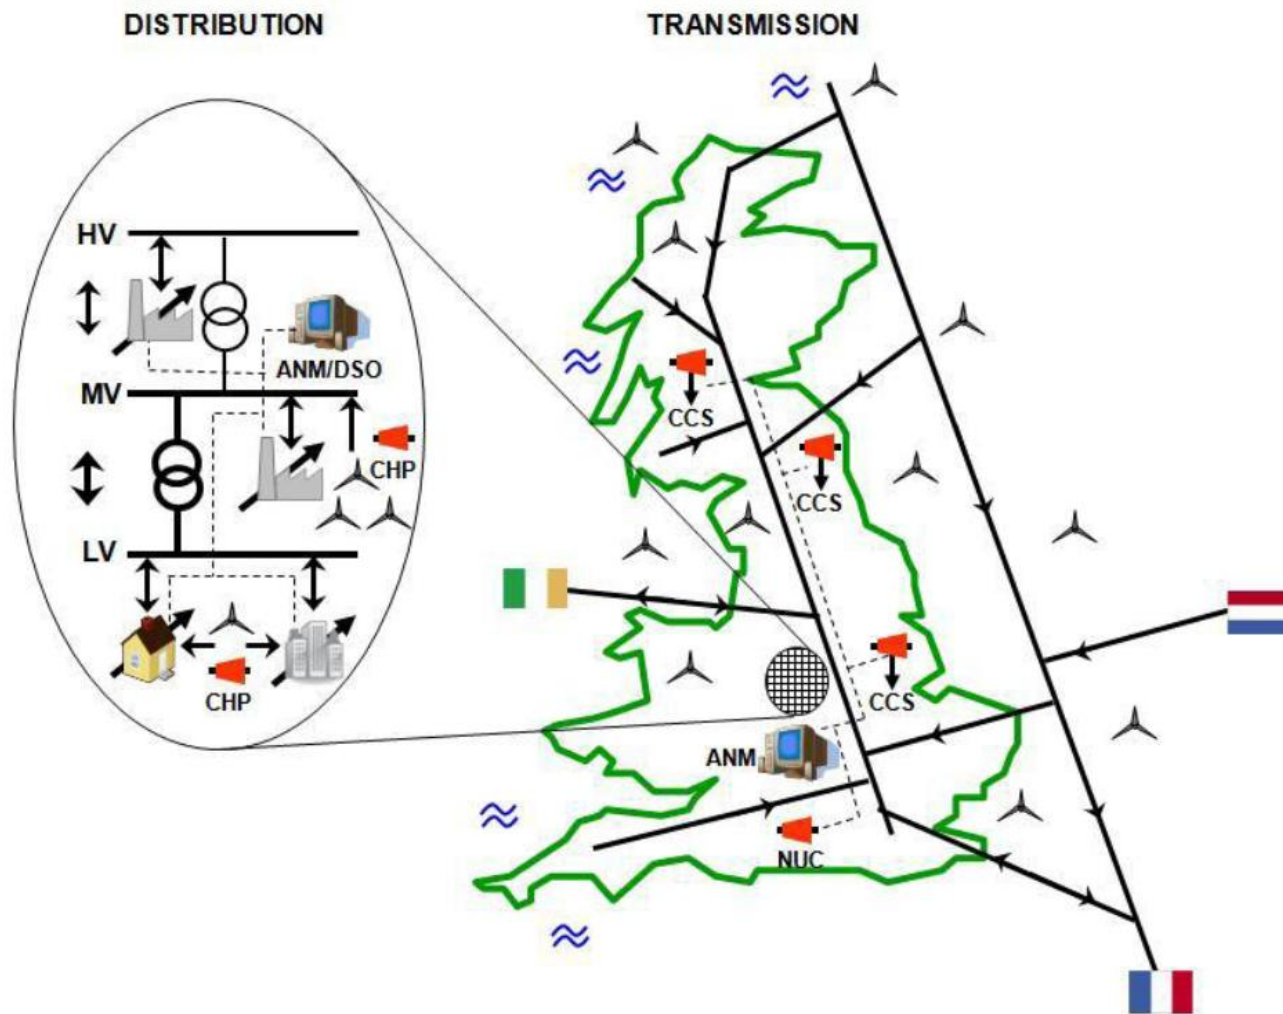 DISTRIBUTION
TRANSMISSION
HV
ANM/DSO
MV
CHP
LV
CHP
CCS
CCS
CCS
ANM
NUC